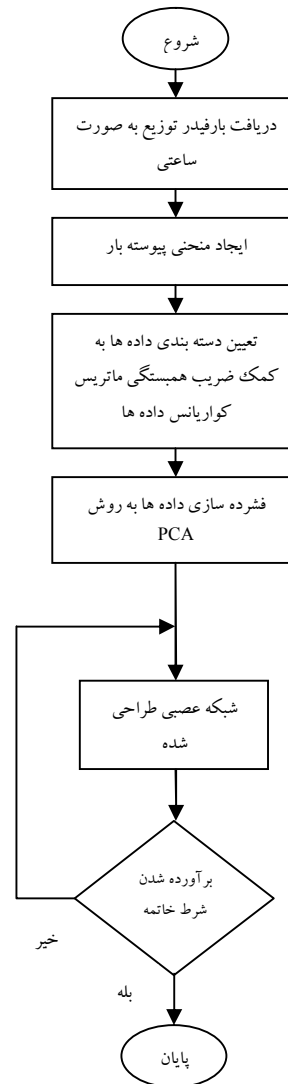 شروع
دریافت بارفیدر توزیع به صورت
ساعتی
ایجاد منحنی پیوسته بار
تعیین دسته بندی داده ها به
کمک ضریب همبستگی ماتریس
کواریانس داده ها
فشرده سازی داده ها به روش
PCA
شبکه عصبی طراحی
شده
برآورده شدن
شرط خاتمه
خیر
بله
پایان